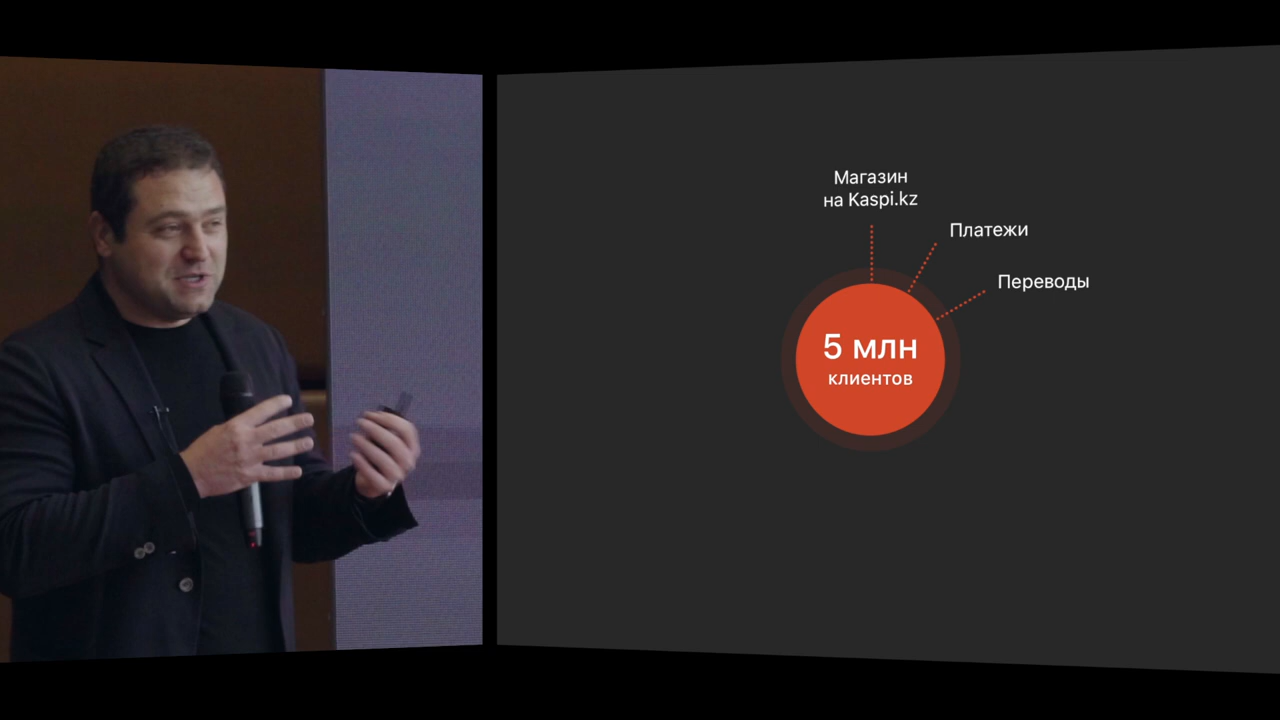 Магазин
на Kaspi.kz
Платежи
Переводы
5 млн
клиентов